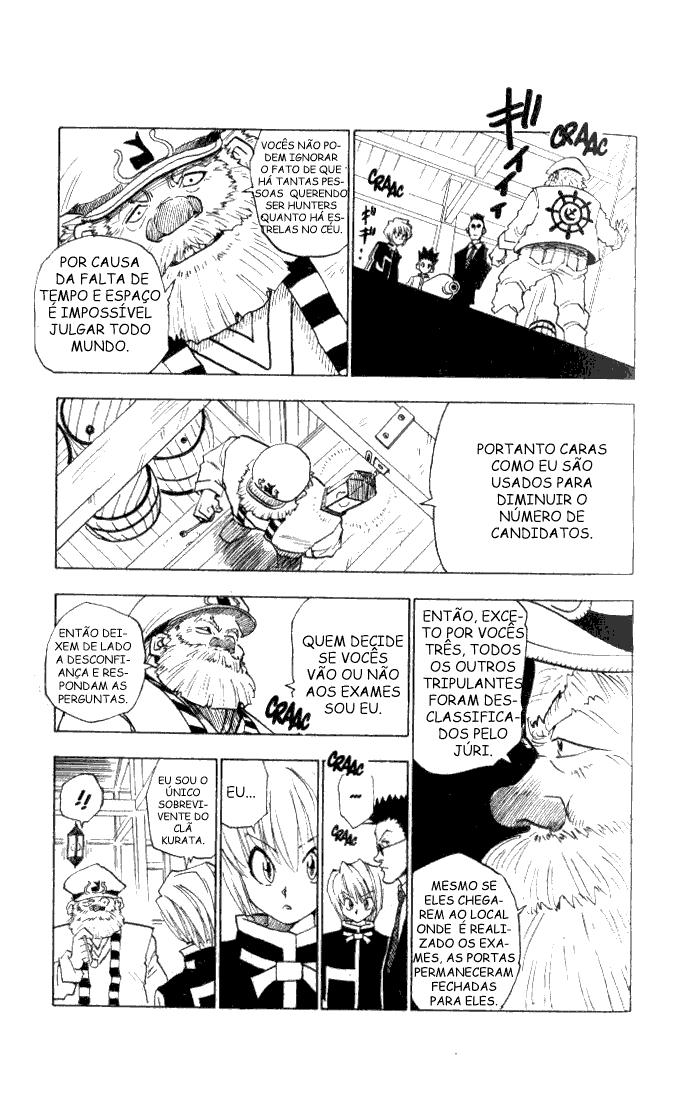 ギイイイ
CRAAC
CRAAC
ギギ…
VOCÊS NÃO PO-
DEM IGNORAR
O FATO DE QUE
HÁ TANTAS PES-
SOAS QUERENDO
SER HUNTERS
QUANTO HÁ ES-
TRELAS NO CÉU.
POR CAUSA
DA FALTA DE
TEMPO E ESPAÇO
É IMPOSSÍVEL
JULGAR TODO
MUNDO.
PORTANTO CARAS
COMO EU SÃO
USADOS PARA
DIMINUIR O
NÚMERO DE
CANDIDATOS.
ENTÃO, EXCE-
TO POR VOCÊS
TRÊS, TODOS
OS OUTROS
TRIPULANTES
FORAM DES-
CLASSIFICA-
DOS PELO
JÚRI.
MESMO SE
ELES CHEGA-
REM AO LOCAL
ONDE É REALI-
ZADO OS EXA-
MES, AS PORTAS
PERMANECERAM
FECHADAS
PARA ELES.
QUEM DECIDE
SE VOCÊS
VÃO OU NÃO
AOS EXAMES
SOU EU.
CRAAC
ENTÃO DEI-
XEM DE LADO
A DESCONFI-
ANÇA E RES-
PONDAM AS
PERGUNTAS.
CRAAC
...
CRAAC
EU...
EU SOU O
ÚNICO
SOBREVI-
VENTE DO
CLÃ
KURATA.
!!